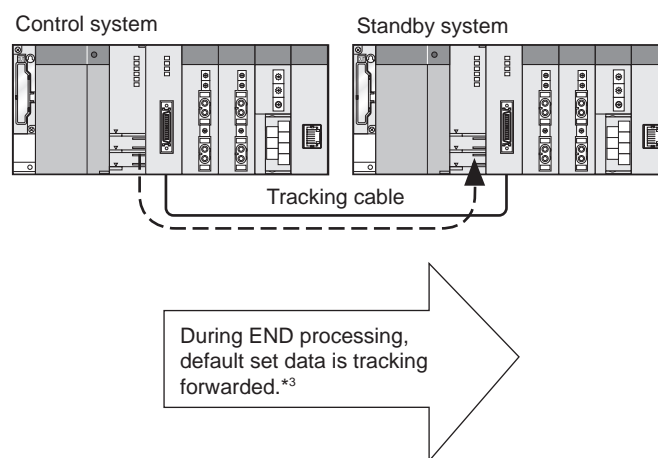 Control system
Standby system
Tracking cable
During END processing,
default set data is tracking
forwarded.*3